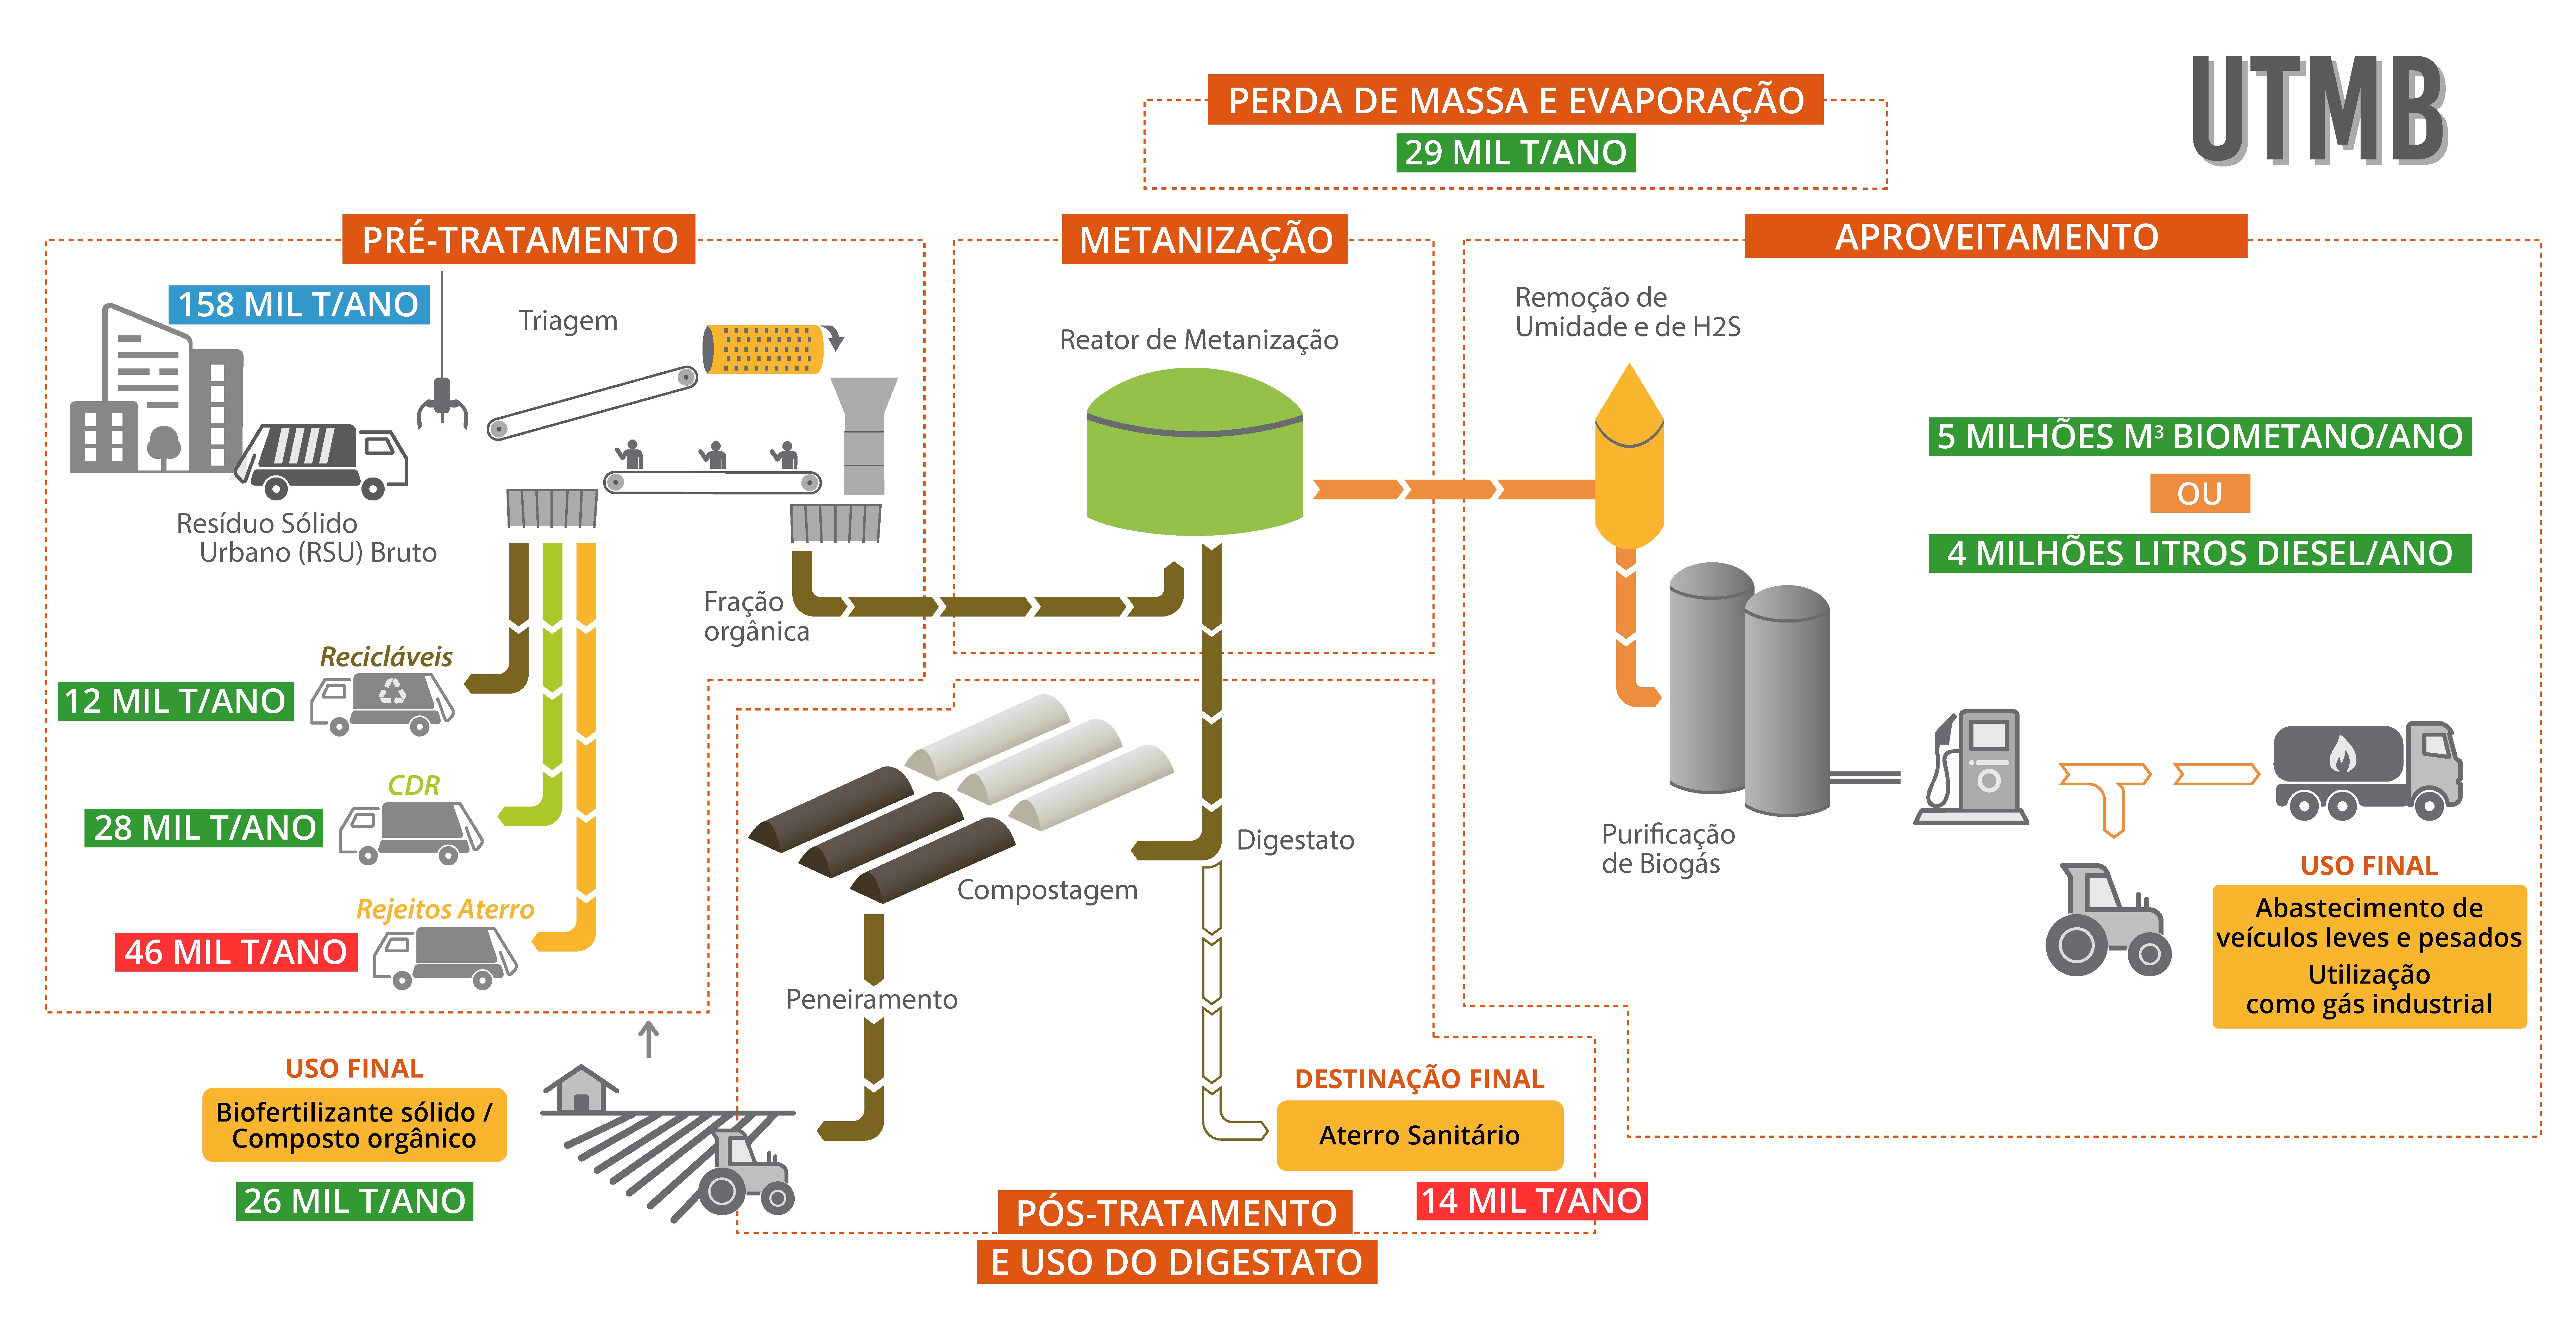 UTMB
PERDA DE MASSA E EVAPORAÇÃO
29 MIL T/ANO
PRÉ-TRATAMENTO
158 MIL T/ANO
Triagem
Resíduo Sólido
Urbano (RSU) Bruto
Fração
orgânica
Recicláveis
12 MIL T/ANO
CDR
28 MIL T/ANO
Rejeitos Aterro
46 MIL T/ANO
METANIZAÇÃO
Reator de Metanização
APROVEITAMENTO
Remoção de
Umidade e de H2S
5 MILHÕES M³ BIOMETANO/ANO
OU
4 MILHÕES LITROS DIESEL/ANO
Purificação
de Biogás
USO FINAL
Abastecimento de
veículos leves e pesados
Utilização
como gás industrial
Digestato
Compostagem
Peneiramento
USO FINAL
Biofertilizante sólido /
Composto orgânico
26 MIL T/ANO
DESTINAÇÃO FINAL
Aterro Sanitário
14 MIL T/ANO
PÓS-TRATAMENTO
E USO DO DIGESTATO